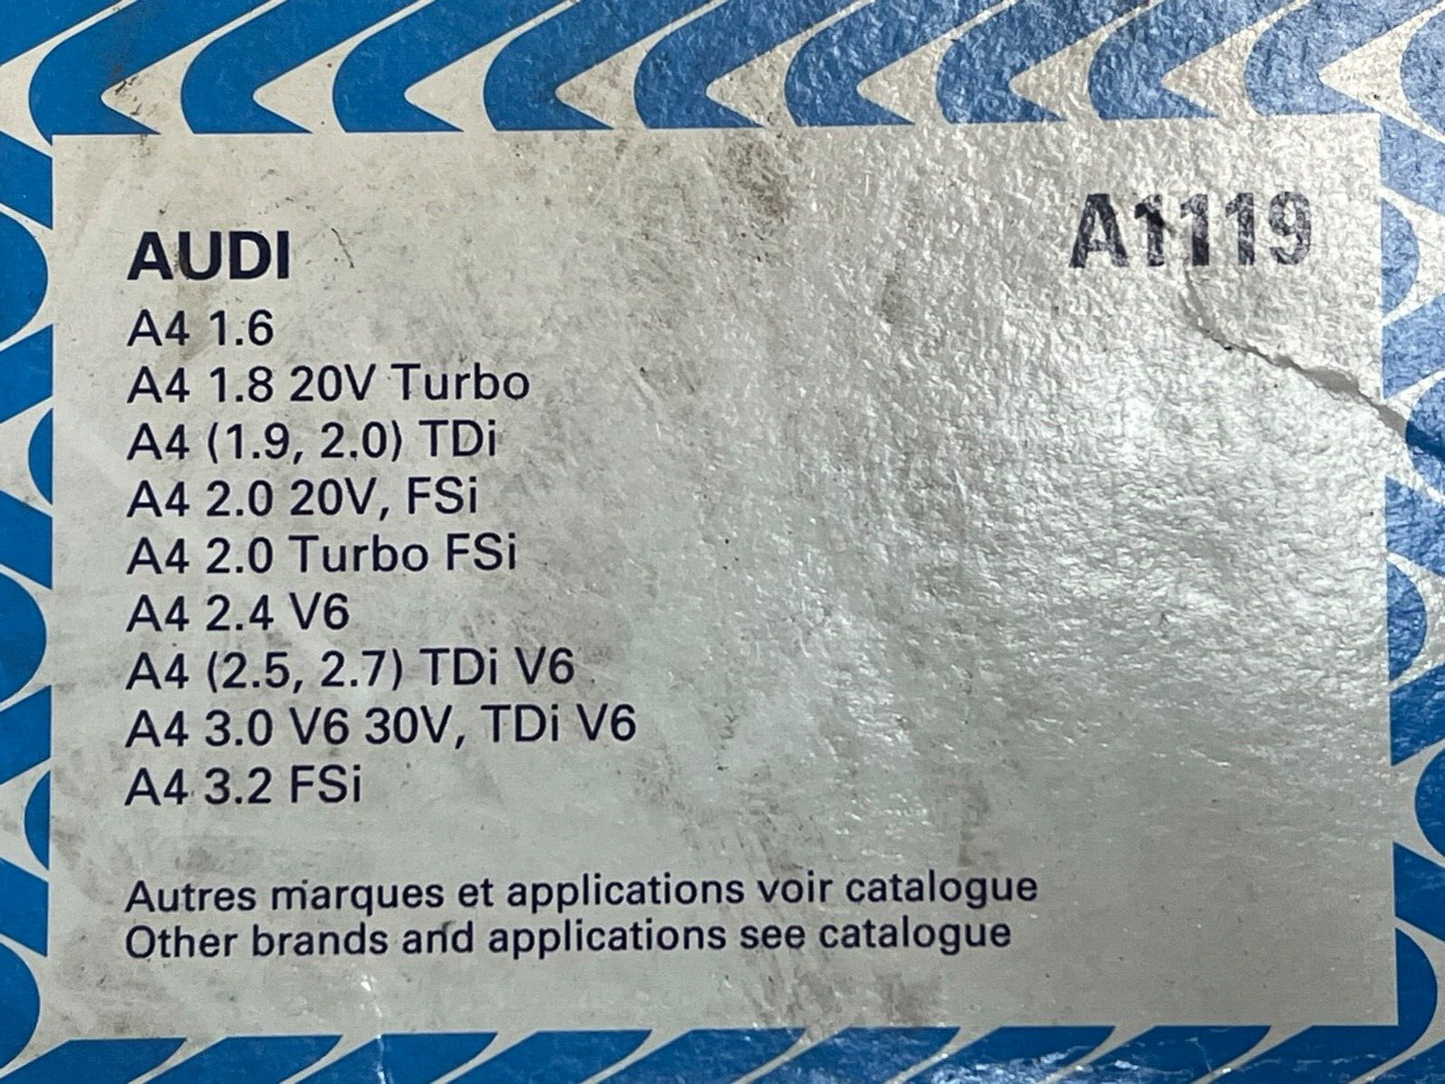 AUDI
A1119
A4 1.6
A4 1.8 20V Turbo
A4 (1.9, 2.0) TDi
A4 2.0 20V, FSi
A4 2.0 Turbo FSi
A4 2.4 V6
A4 (2.5, 2.7) TDi V6
A4 3.0 V6 30V, TDi V6
A4 3.2 FSi
Autres marques et applications voir catalogue
Other brands and applications see catalogue